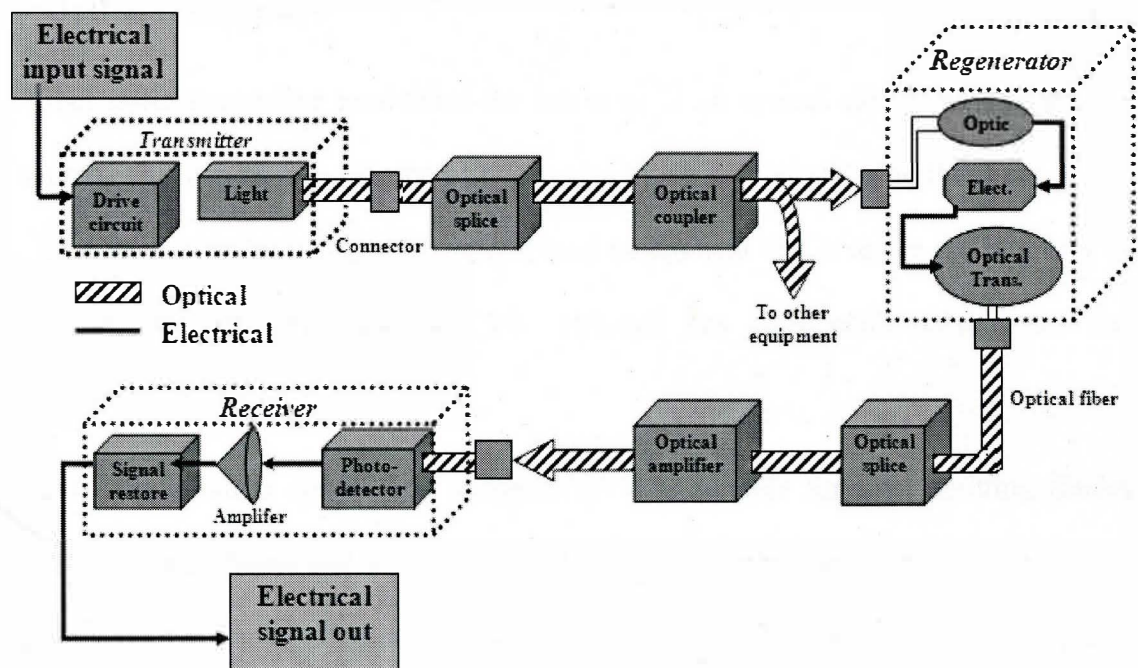 Electrical
input signal
Transmitter
Drive
circuit
Light
Connector
Optical
splice
Optical
coupler
To other
equipment
Regenerator
Optic
Elect.
Optical
Trans.
Optical
Electrical
Optical fiber
Optical
splice
Optical
amplifier
Receiver
Photo-
detector
Amplifer
Signal
restore
Electrical
signal out